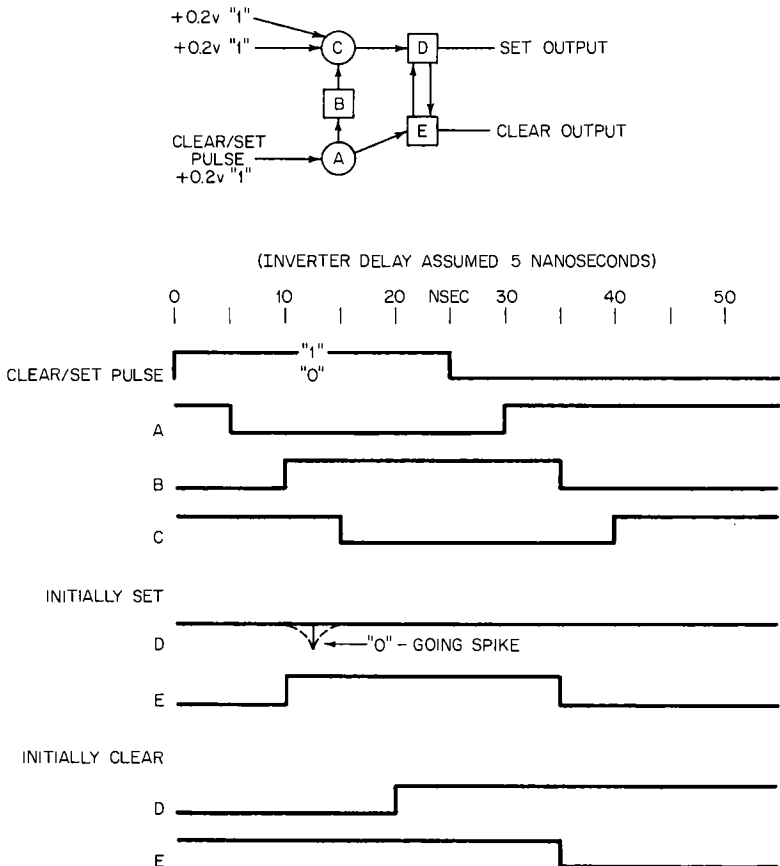 +0.2v "1"
+0.2v "1"
C
D
SET OUTPUT
B
E
CLEAR OUTPUT
CLEAR/SET
PULSE
+0.2v "1"
A
(INVERTER DELAY ASSUMED 5 NANOSECONDS)
0 10 20 NSEC 30 40 50
"1"
CLEAR/SET PULSE "0"
A
B
C
INITIALLY SET
D "0" – GOING SPIKE
E
INITIALLY CLEAR
D
E